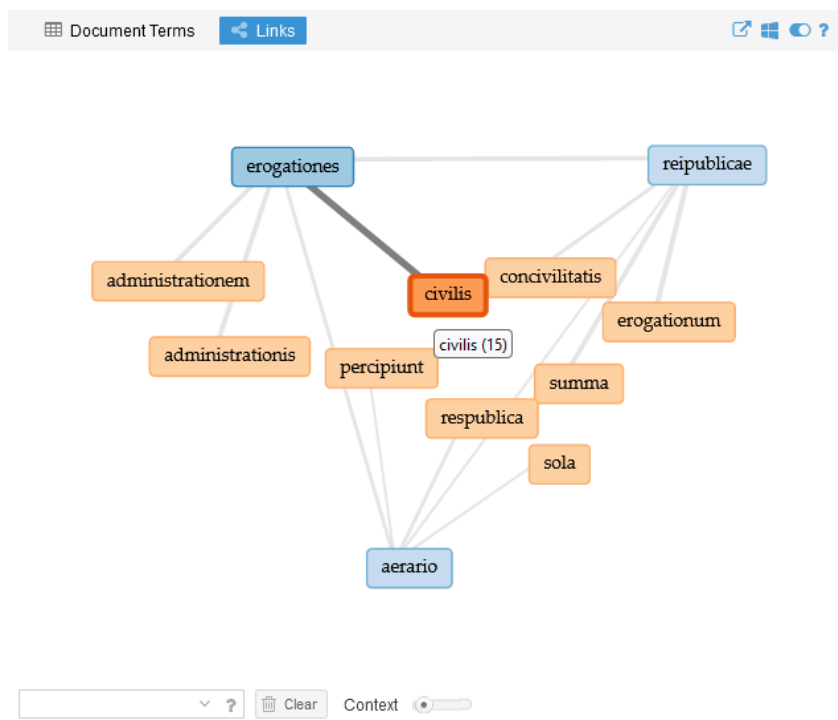 Document Terms Links ?
erogationes
reipublicae
administrationem
civilis
concivilitatis
erogationum
civilis (15)
administrationis
percipiunt
summa
respublica
sola
aerario
? Clear Context